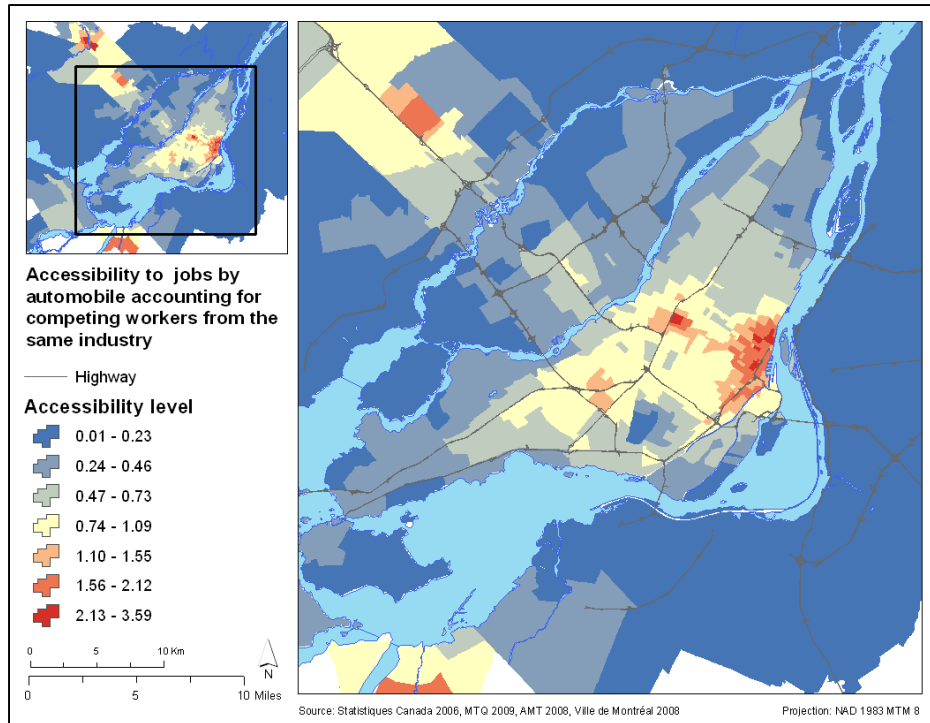 Accessibility to jobs by
automobile accounting for
competing workers from the
same industry
Highway
Accessibility level
0.01 - 0.23
0.24 - 0.46
0.47 - 0.73
0.74 - 1.09
1.10 - 1.55
1.56 - 2.12
2.13 - 3.59
0 5 10 Km
N
0 5 10 Miles
Source: Statistiques Canada 2006, MTQ 2009, AMT 2008, Ville de Montréal 2008
Projection: NAD 1983 MTM 8